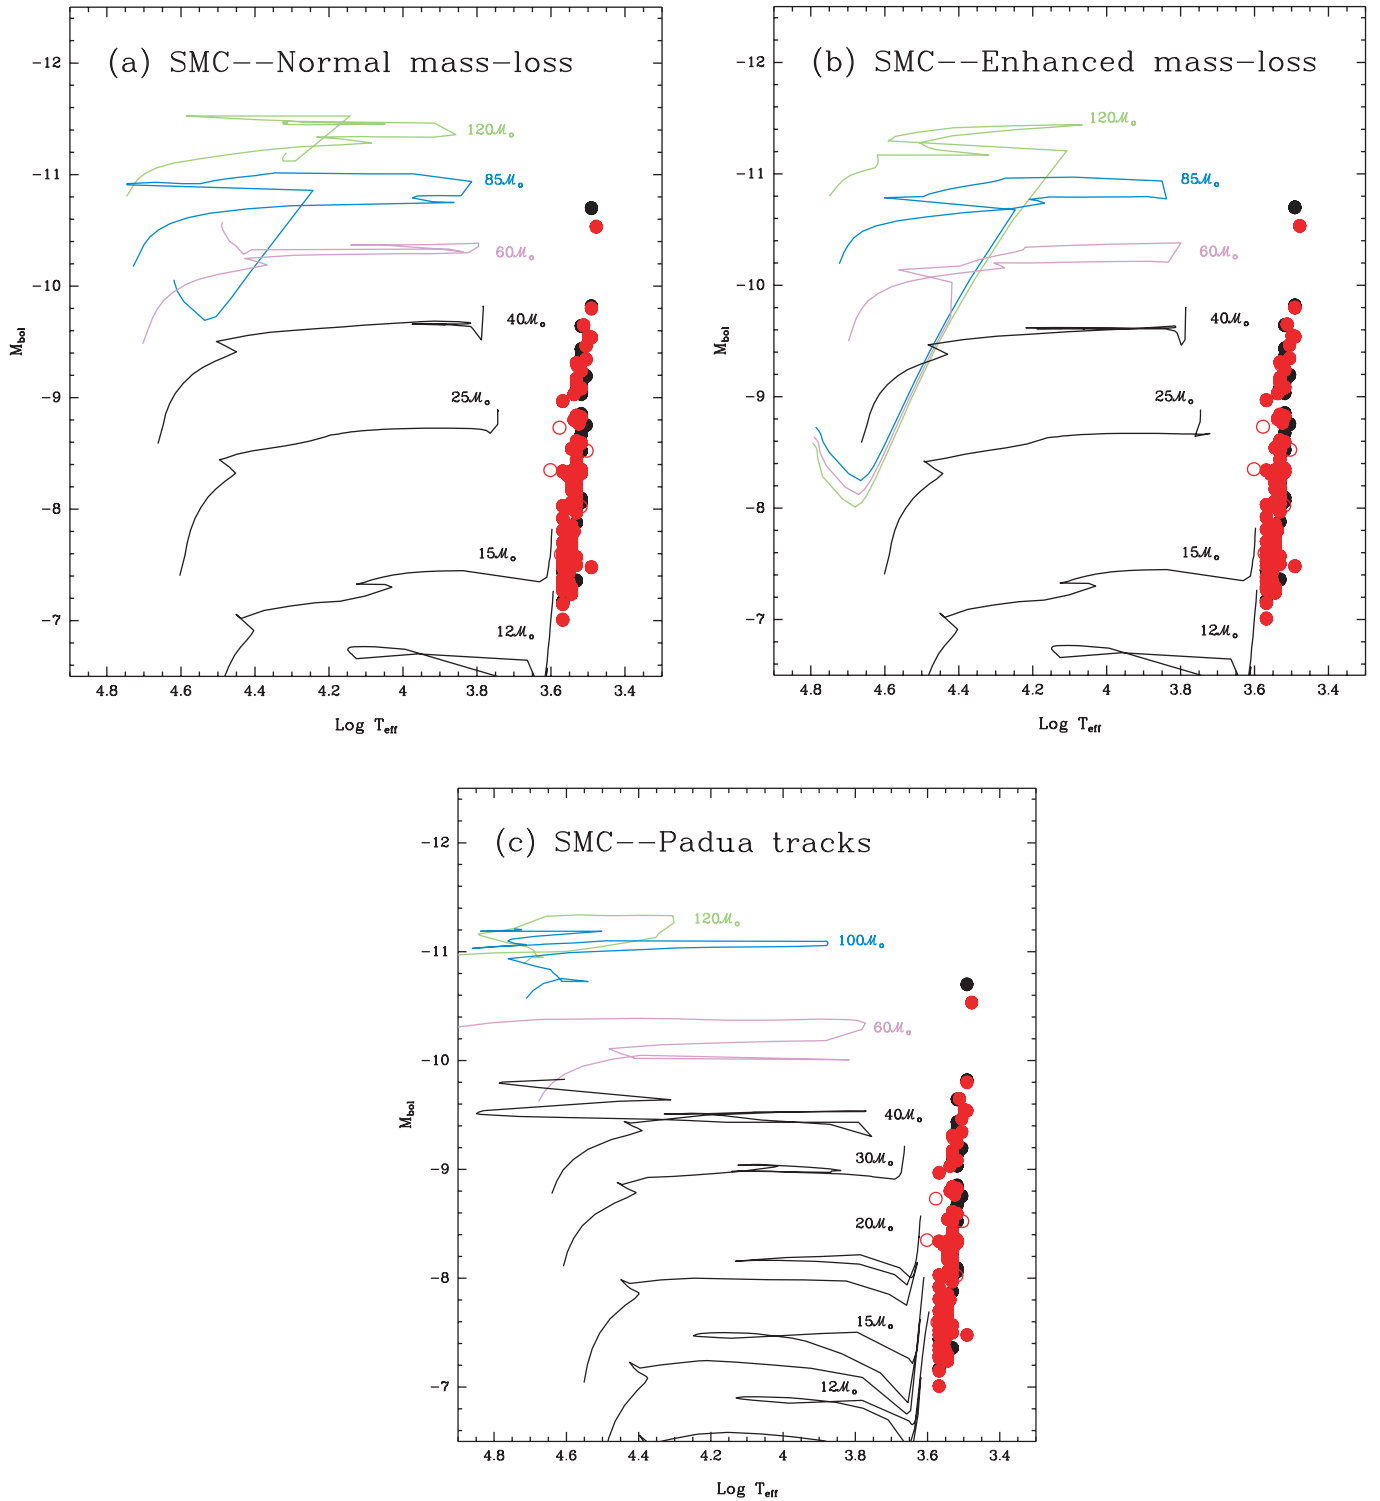 (a) SMC––Normal mass–loss
−12
−11
−10
−9
−8
−7
M_bol
120ℳ⊙
85ℳ⊙
60ℳ⊙
40ℳ⊙
25ℳ⊙
15ℳ⊙
12ℳ⊙
4.8 4.6 4.4 4.2 4 3.8 3.6 3.4
Log T_eff
(b) SMC––Enhanced mass–loss
−12
−11
−10
−9
−8
−7
M_bol
120ℳ⊙
85ℳ⊙
60ℳ⊙
40ℳ⊙
25ℳ⊙
15ℳ⊙
12ℳ⊙
4.8 4.6 4.4 4.2 4 3.8 3.6 3.4
Log T_eff
(c) SMC––Padua tracks
−12
−11
−10
−9
−8
−7
M_bol
120ℳ⊙
100ℳ⊙
60ℳ⊙
40ℳ⊙
30ℳ⊙
20ℳ⊙
15ℳ⊙
12ℳ⊙
4.8 4.6 4.4 4.2 4 3.8 3.6 3.4
Log T_eff